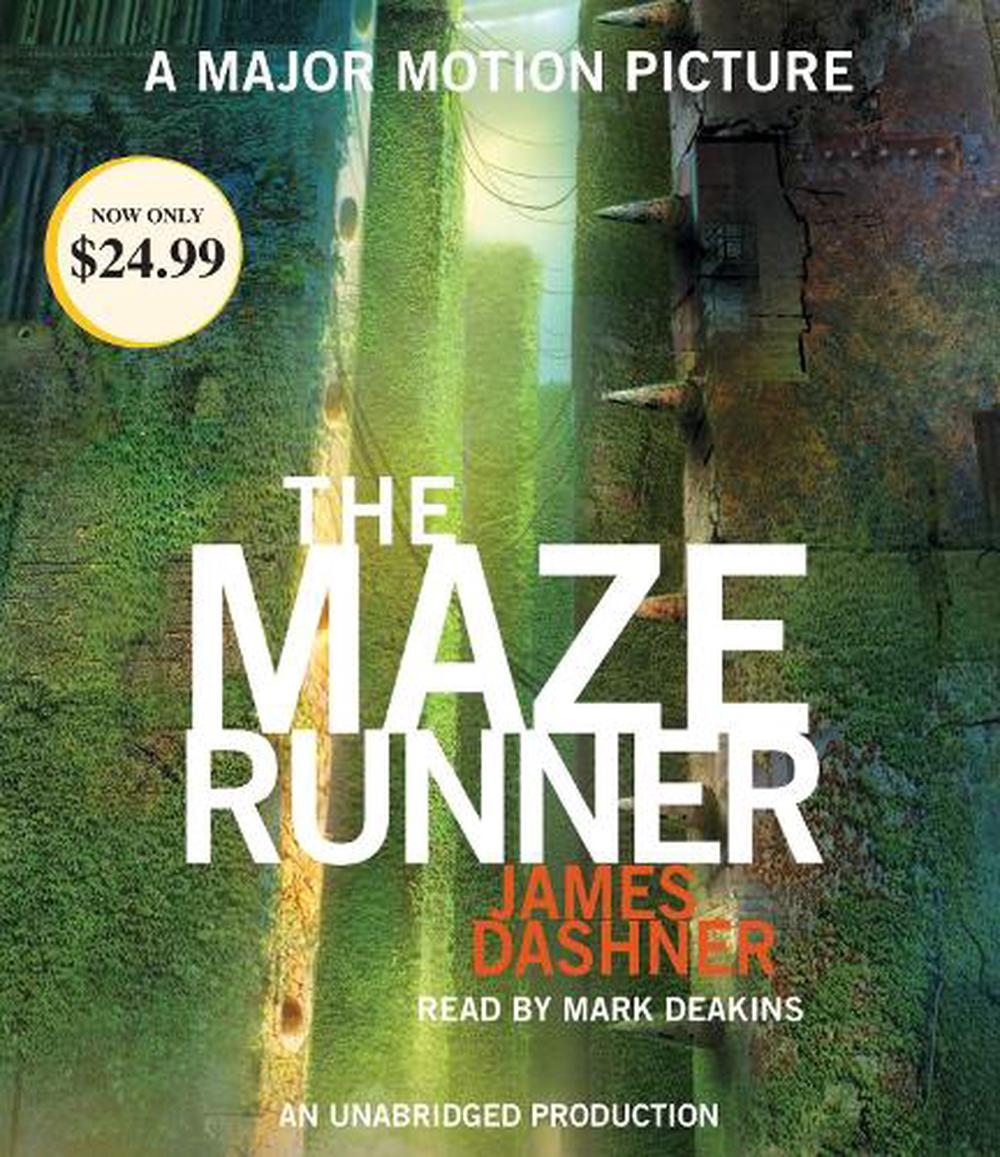 A MAJOR MOTION PICTURE
NOW ONLY
$24.99
THE
MAZE
RUNNER
JAMES
DASHNER
READ BY MARK DEAKINS
AN UNABRIDGED PRODUCTION